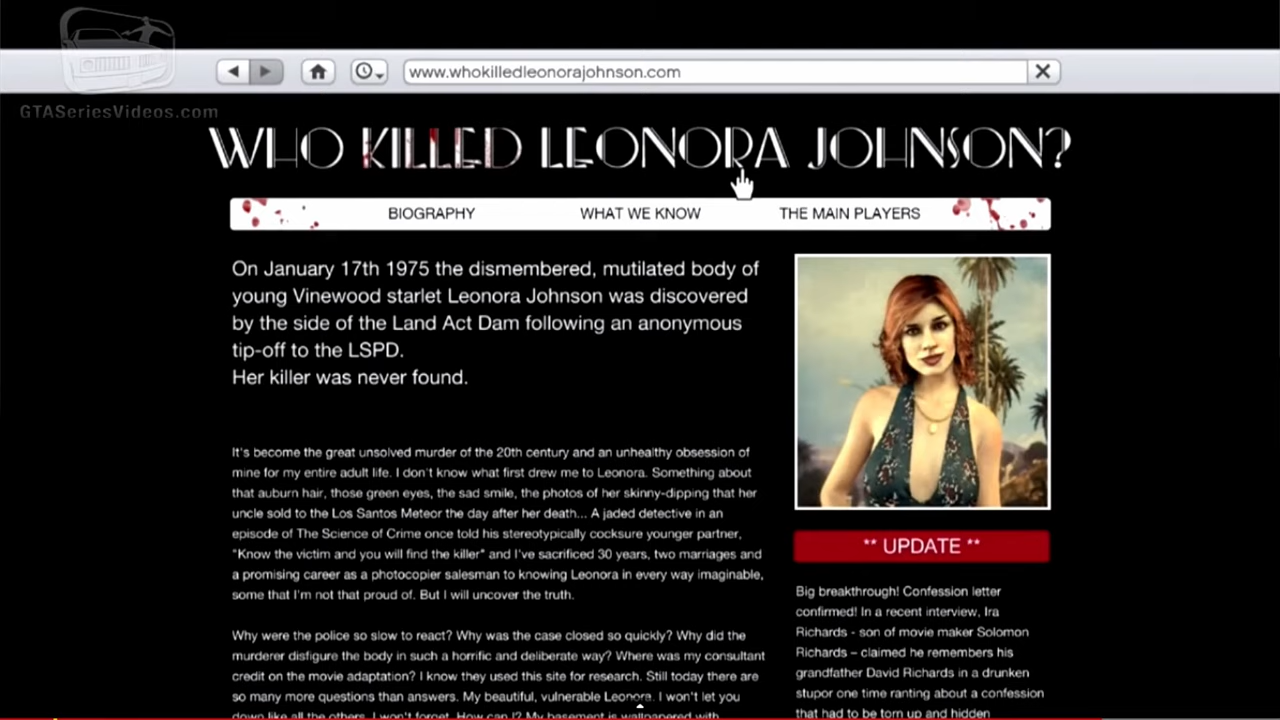 GTASeriesVideos.com
www.whokilledleonorajohnson.com
WHO KILLED LEONORA JOHNSON?
BIOGRAPHY WHAT WE KNOW THE MAIN PLAYERS
On January 17th 1975 the dismembered, mutilated body of
young Vinewood starlet Leonora Johnson was discovered
by the side of the Land Act Dam following an anonymous
tip-off to the LSPD.
Her killer was never found.
It's become the great unsolved murder of the 20th century and an unhealthy obsession of
mine for my entire adult life. I don't know what first drew me to Leonora. Something about
that auburn hair, those green eyes, the sad smile, the photos of her skinny-dipping that her
uncle sold to the Los Santos Meteor the day after her death... A jaded detective in an
episode of The Science of Crime once told his stereotypically cocksure younger partner,
"Know the victim and you will find the killer" and I've sacrificed 30 years, two marriages and
a promising career as a photocopier salesman to knowing Leonora in every way imaginable,
some that I'm not that proud of. But I will uncover the truth.
Why were the police so slow to react? Why was the case closed so quickly? Why did the
murderer disfigure the body in such a horrific and deliberate way? Where was my consultant
credit on the movie adaptation? I know they used this site for research. Still today there are
so many more questions than answers. My beautiful, vulnerable Leonora. I won't let you
down like all the others. I won't forget. How can I? My basement is wallpapered with
** UPDATE **
Big breakthrough! Confession letter
confirmed! In a recent interview, Ira
Richards - son of movie maker Solomon
Richards – claimed he remembers his
grandfather David Richards in a drunken
stupor one time ranting about a confession
that had to be torn up and hidden